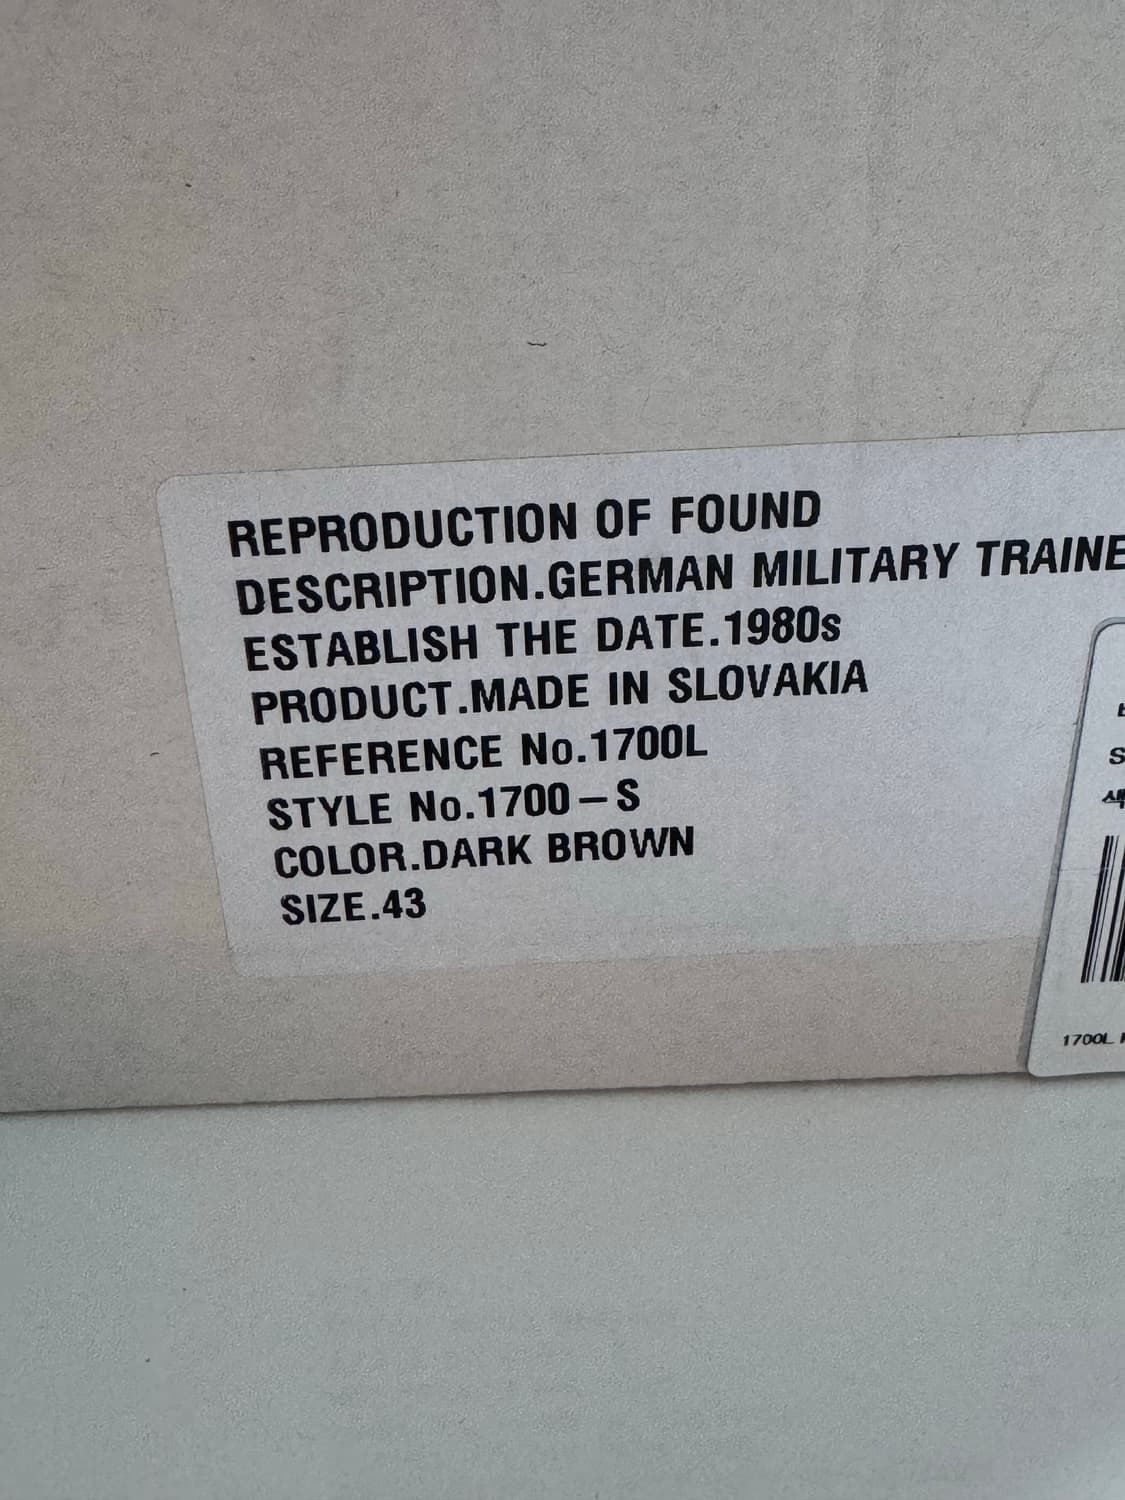 REPRODUCTION OF FOUND
DESCRIPTION.GERMAN MILITARY TRAINE
ESTABLISH THE DATE.1980s
PRODUCT.MADE IN SLOVAKIA
REFERENCE No.1700L
STYLE No.1700–S
COLOR.DARK BROWN
SIZE.43
S
색
1700L